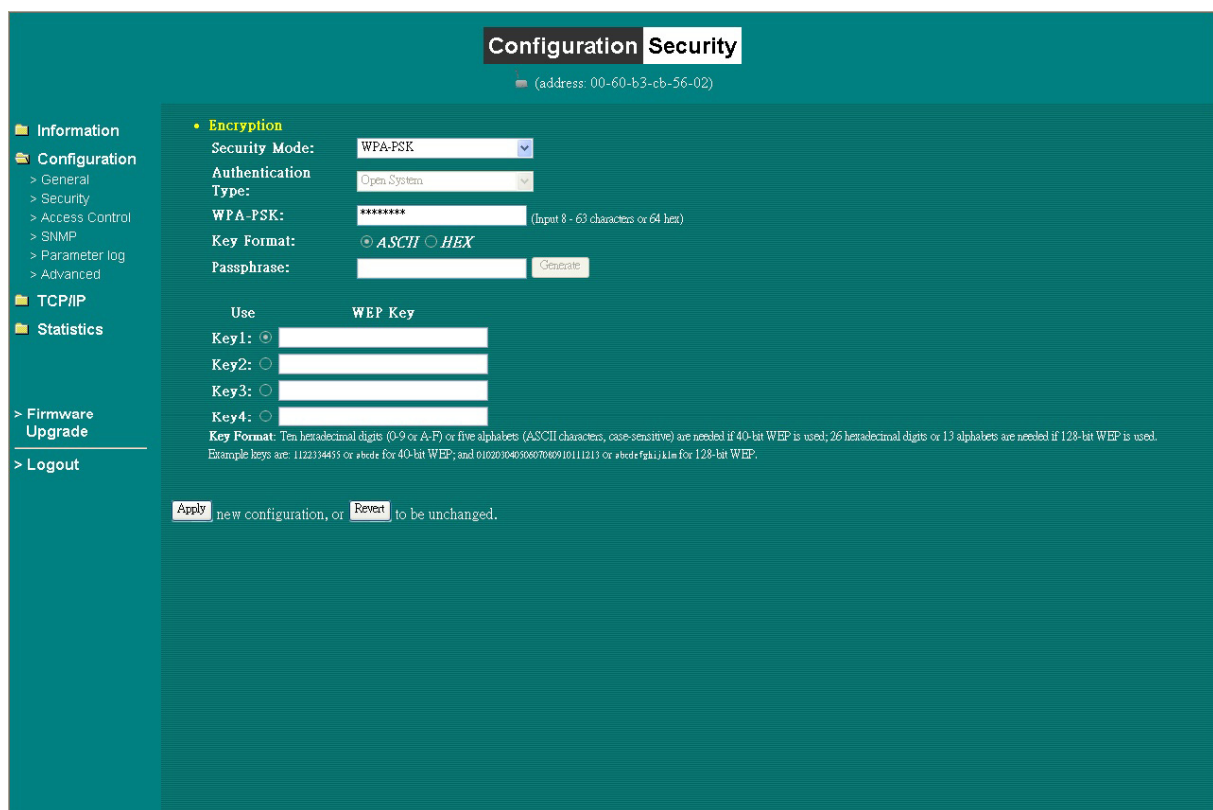 Configuration Security
(address: 00-60-b3-cb-56-02)
Information
Configuration
> General
> Security
> Access Control
> SNMP
> Parameter log
> Advanced
TCP/IP
Statistics
> Firmware
Upgrade
> Logout
• Encryption
Security Mode: WPA-PSK
Authentication
Type: Open System
WPA-PSK: ******** (Input 8 - 63 characters or 64 hex)
Key Format: ASCII HEX
Passphrase: Generate
Use WEP Key
Key1:
Key2:
Key3:
Key4:
Key Format: Ten hexadecimal digits (0-9 or A-F) or five alphabets (ASCII characters, case-sensitive) are needed if 40-bit WEP is used; 26 hexadecimal digits or 13 alphabets are needed if 128-bit WEP is used.
Example keys are: 1122334455 or abcde for 40-bit WEP; and 01020304050607080910111213 or abcdefghijklm for 128-bit WEP.
Apply new configuration, or Revert to be unchanged.